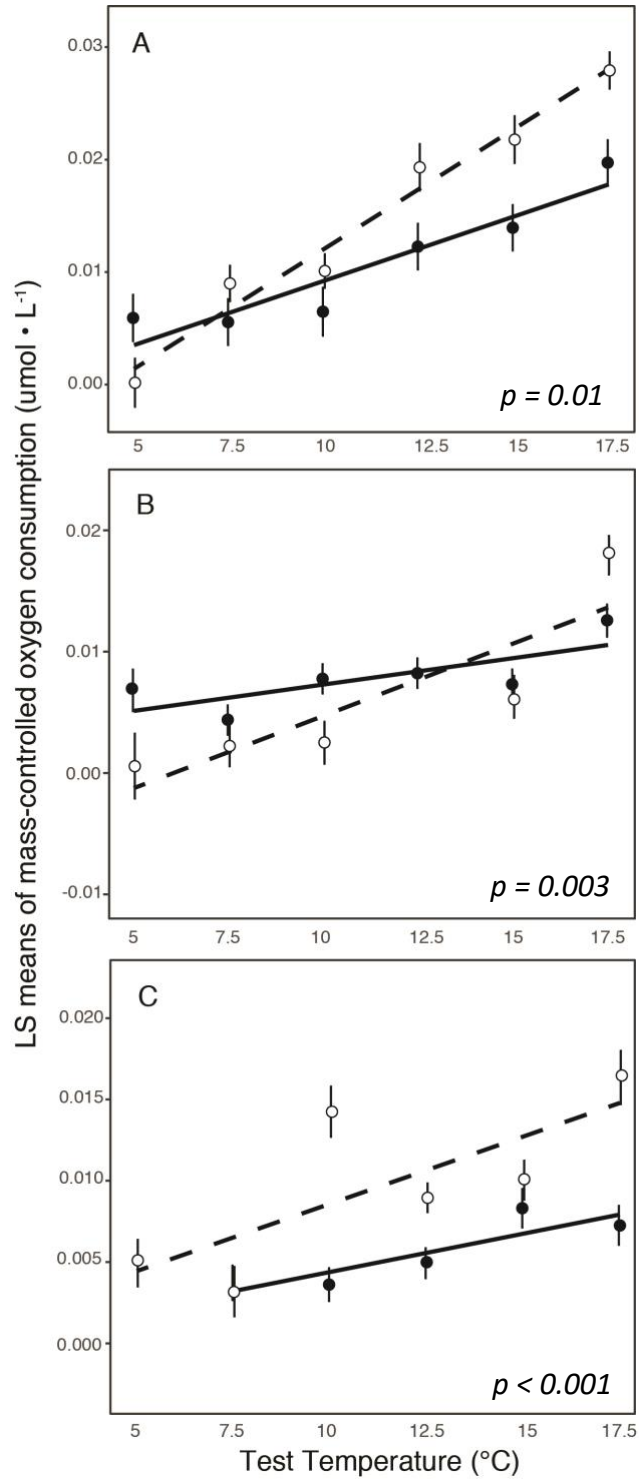 A
0.03
0.02
0.01
0.00
p = 0.01
5 7.5 10 12.5 15 17.5
B
0.02
0.01
0.00
-0.01
p = 0.003
5 7.5 10 12.5 15 17.5
LS means of mass-controlled oxygen consumption (umol • L-1)
C
0.020
0.015
0.010
0.005
0.000
p < 0.001
5 7.5 10 12.5 15 17.5
Test Temperature (°C)